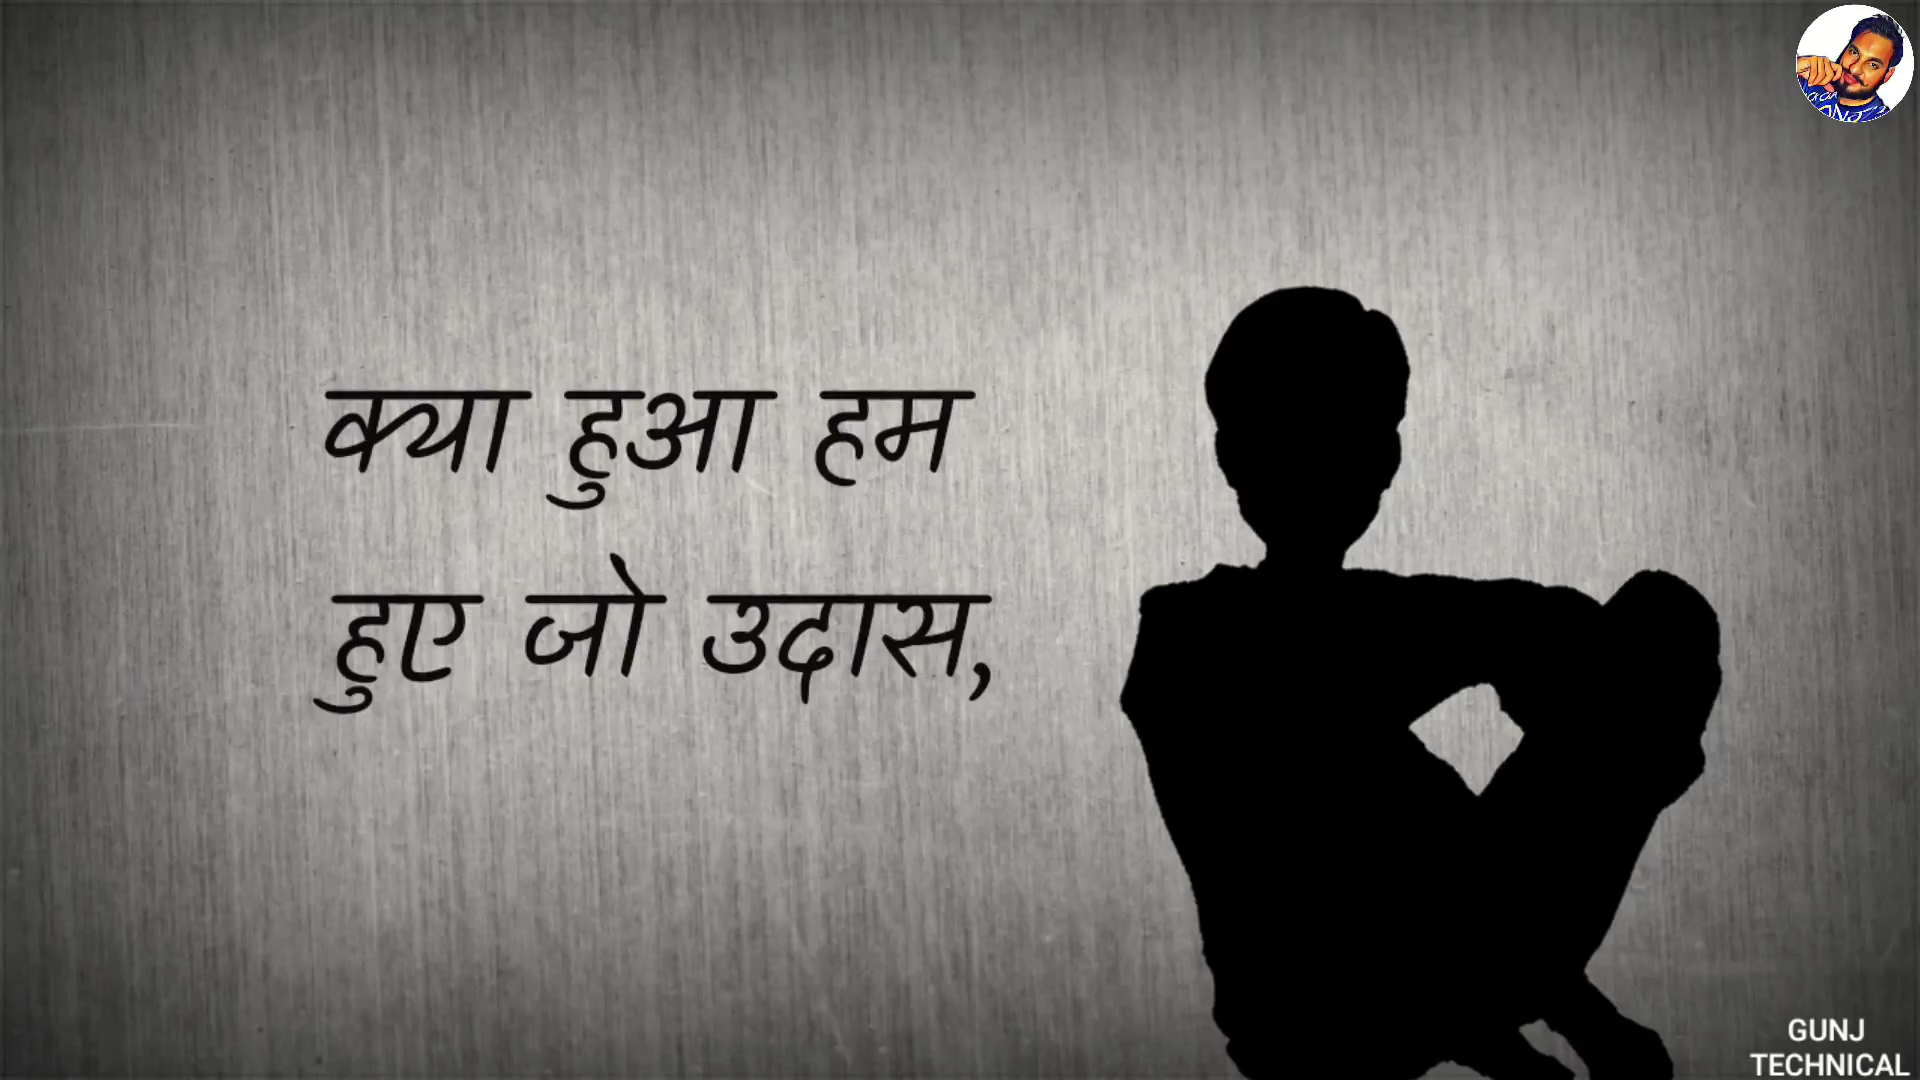 क्या हुआ हम
हुए जो उदास,
GUNJ
TECHNICAL